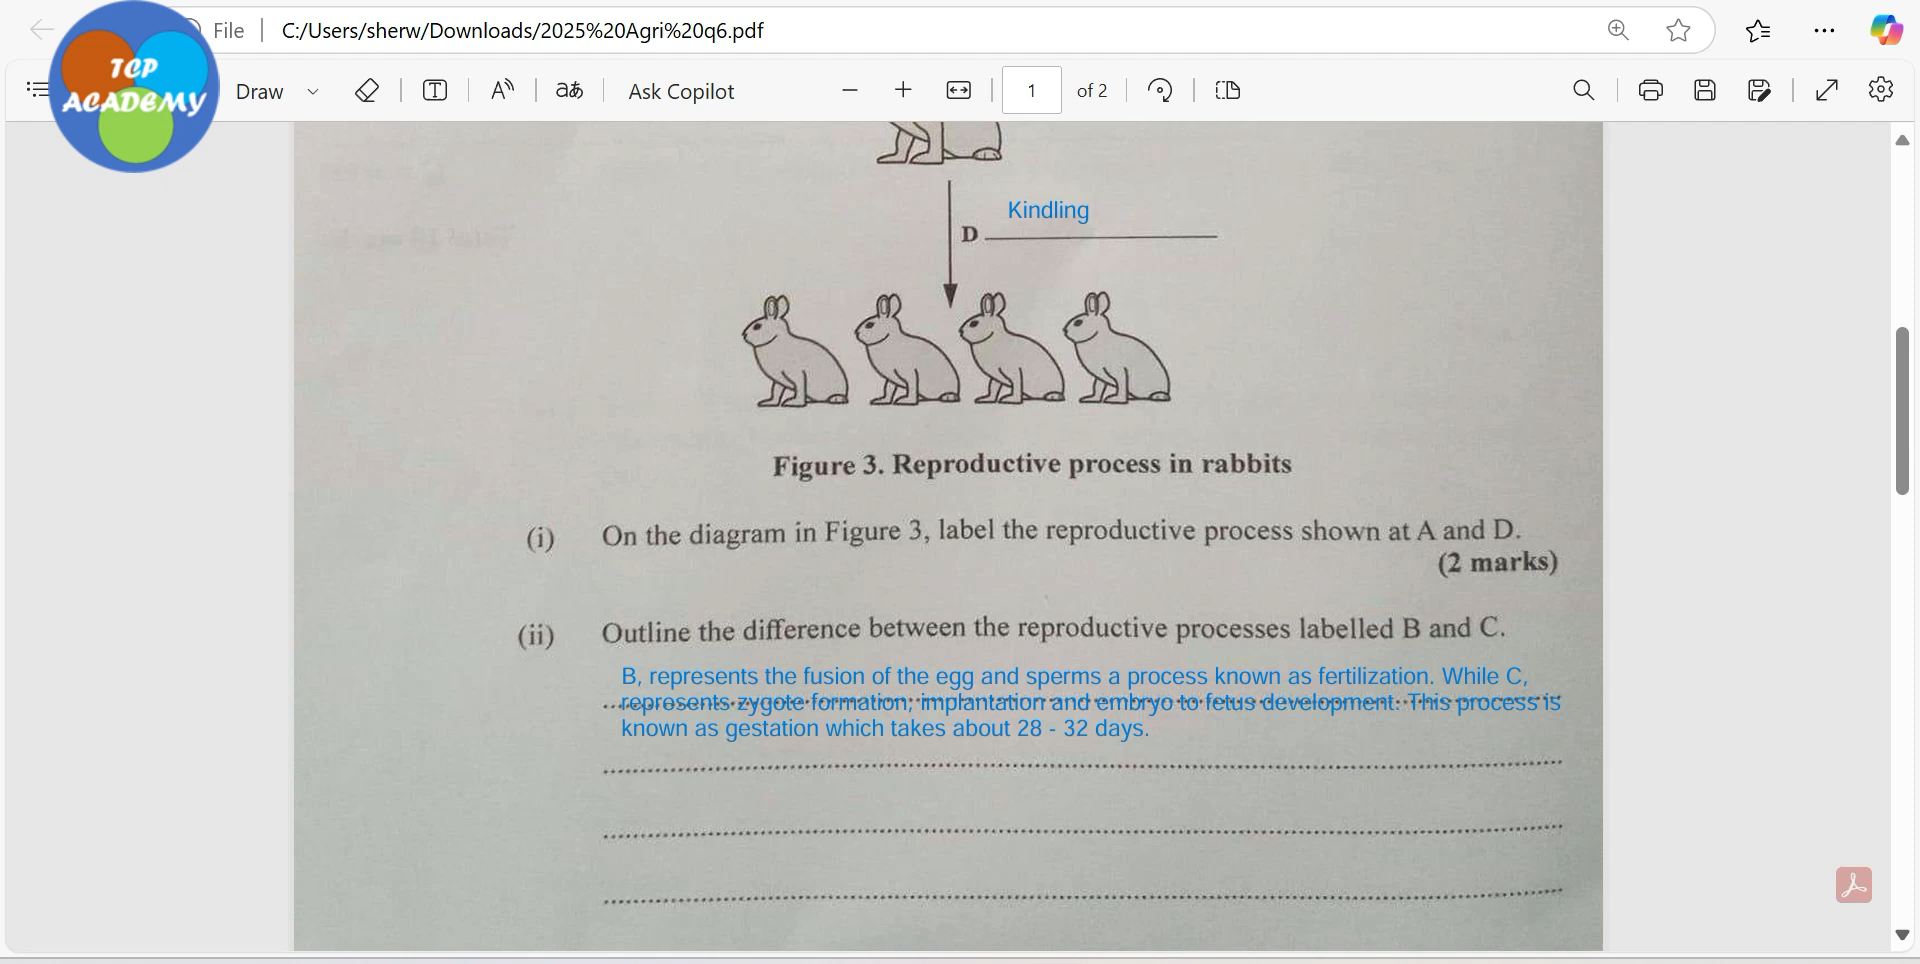 File
C:/Users/sherw/Downloads/2025%20Agri%20q6.pdf
TCP
ACADEMY
Draw
aあ
Ask Copilot
1
of 2
Kindling
D
Figure 3. Reproductive process in rabbits
(i) On the diagram in Figure 3, label the reproductive process shown at A and D.
(2 marks)
(ii) Outline the difference between the reproductive processes labelled B and C.
B, represents the fusion of the egg and sperms a process known as fertilization. While C,
represents zygote formation, implantation and embryo to fetus development. This process is
known as gestation which takes about 28 - 32 days.